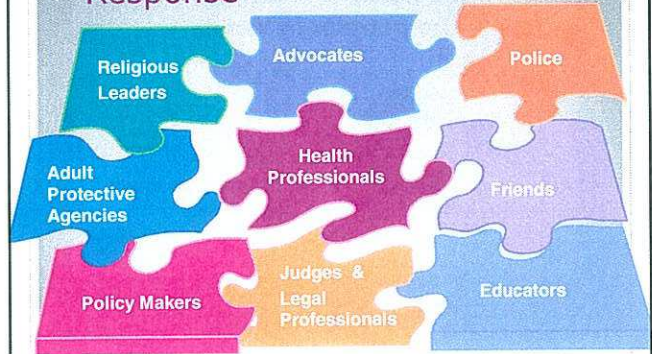 Response
Religious
Leaders
Advocates
Police
Adult
Protective
Agencies
Health
Professionals
Friends
Policy Makers
Judges &
Legal
Professionals
Educators